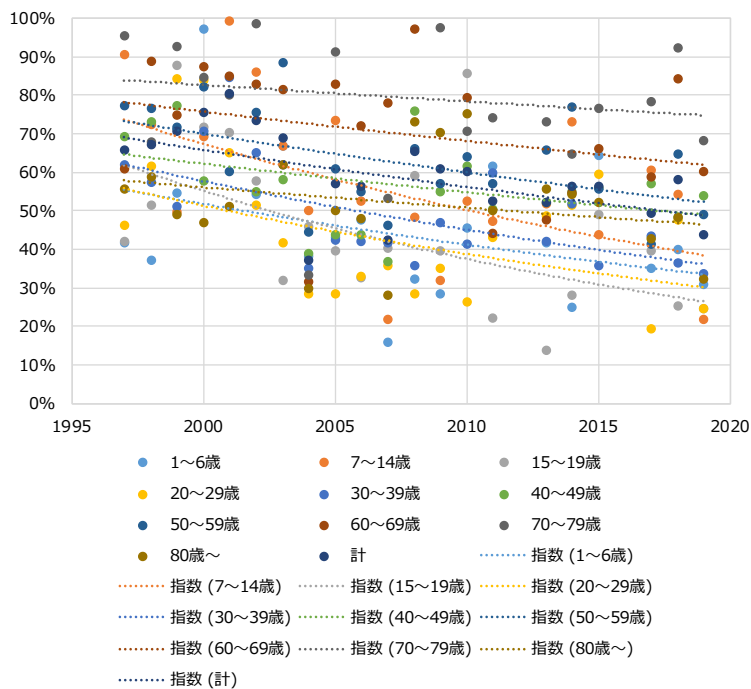 100%
90%
80%
70%
60%
50%
40%
30%
20%
10%
0%
1995 2000 2005 2010 2015 2020
1～6歳 7～14歳 15～19歳
20～29歳 30～39歳 40～49歳
50～59歳 60～69歳 70～79歳
80歳～ 計 指数 (1～6歳)
指数 (7～14歳) 指数 (15～19歳) 指数 (20～29歳)
指数 (30～39歳) 指数 (40～49歳) 指数 (50～59歳)
指数 (60～69歳) 指数 (70～79歳) 指数 (80歳～)
指数 (計)